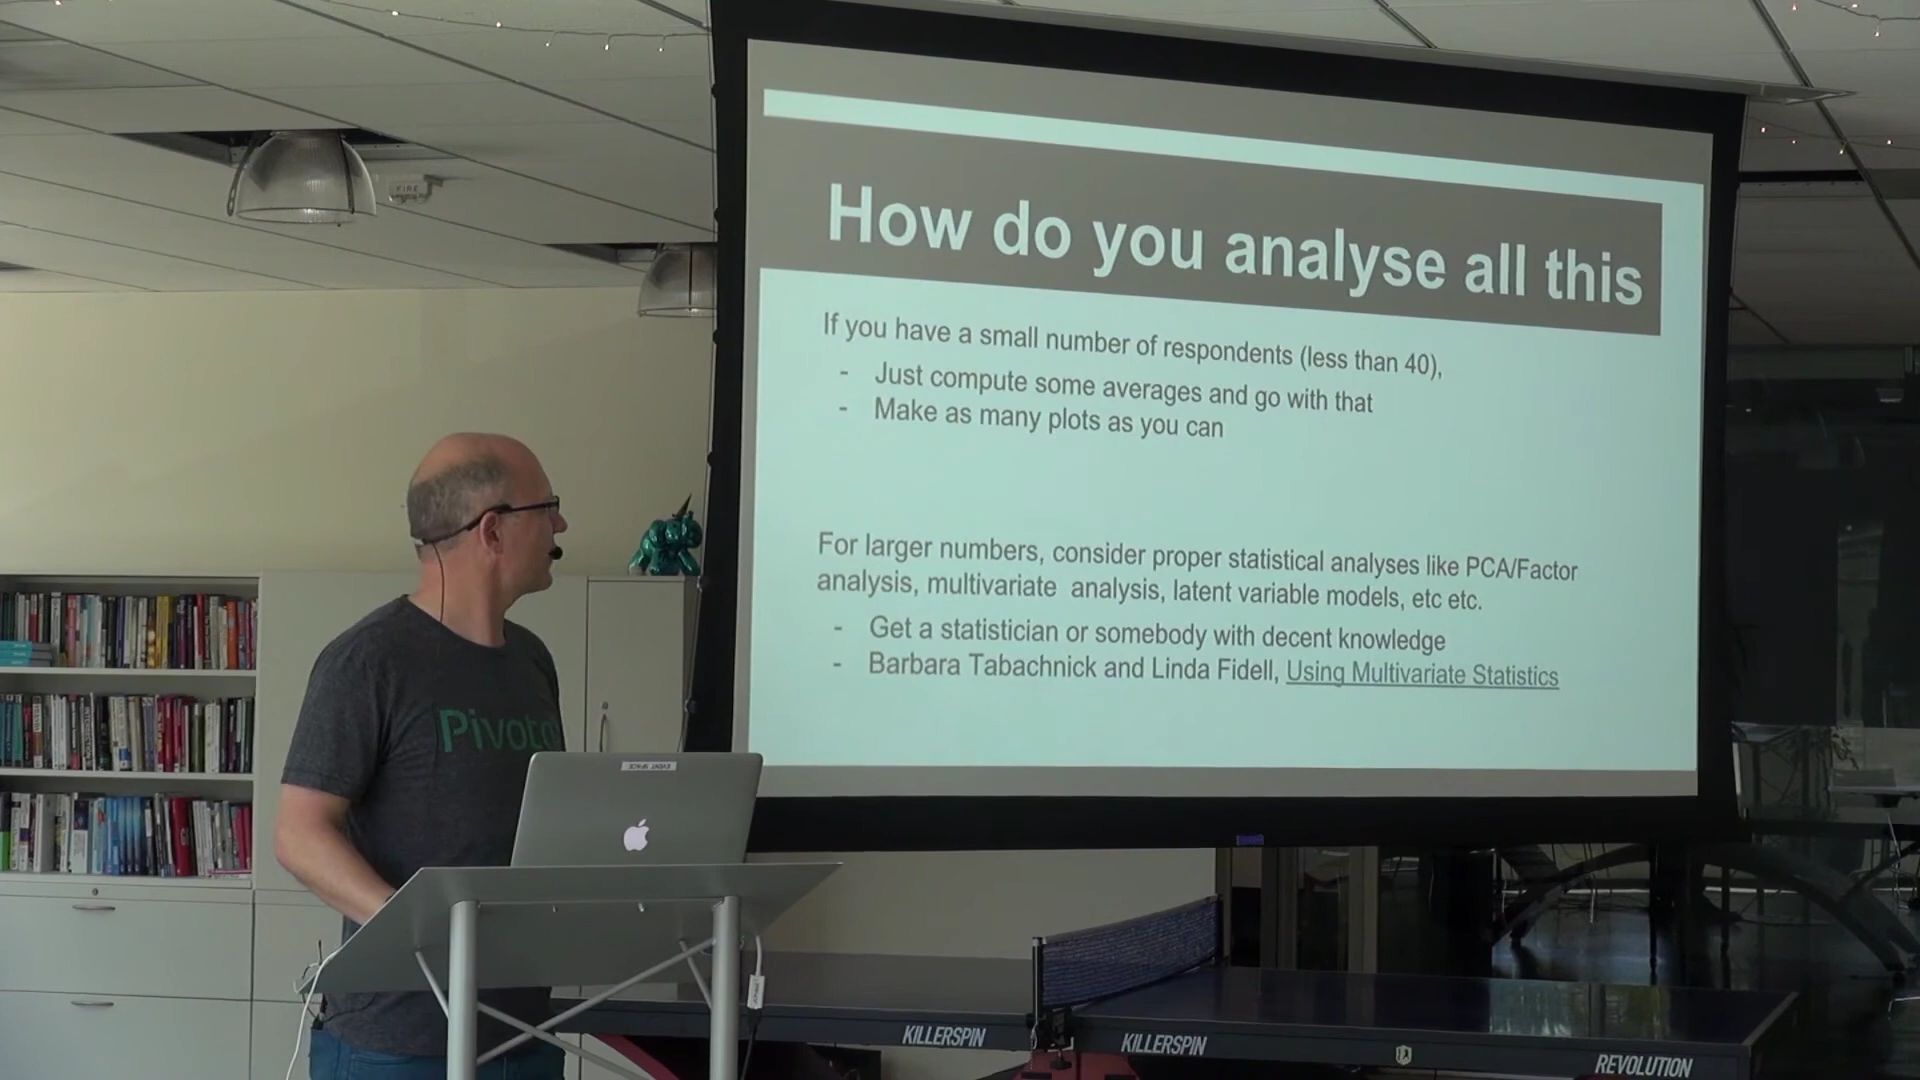 How do you analyse all this
If you have a small number of respondents (less than 40),
- Just compute some averages and go with that
- Make as many plots as you can
For larger numbers, consider proper statistical analyses like PCA/Factor
analysis, multivariate analysis, latent variable models, etc etc.
- Get a statistician or somebody with decent knowledge
- Barbara Tabachnick and Linda Fidell, Using Multivariate Statistics
FIRE
EVENT SPACE
KILLERSPIN
KILLERSPIN
REVOLUTION